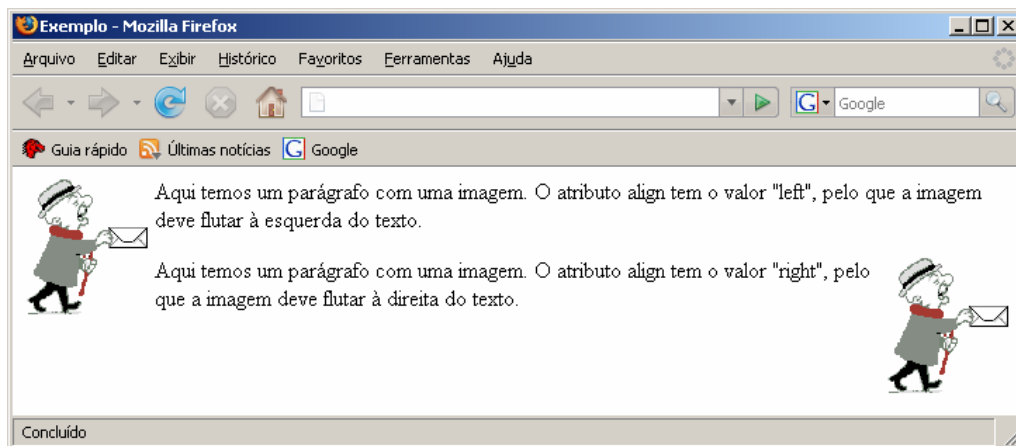 Exemplo - Mozilla Firefox
Arquivo Editar Exibir Histórico Favoritos Ferramentas Ajuda
G Google
Guia rápido Últimas notícias G Google
Aqui temos um parágrafo com uma imagem. O atributo align tem o valor "left", pelo que a imagem
deve flutar à esquerda do texto.
Aqui temos um parágrafo com uma imagem. O atributo align tem o valor "right", pelo
que a imagem deve flutar à direita do texto.
Concluído